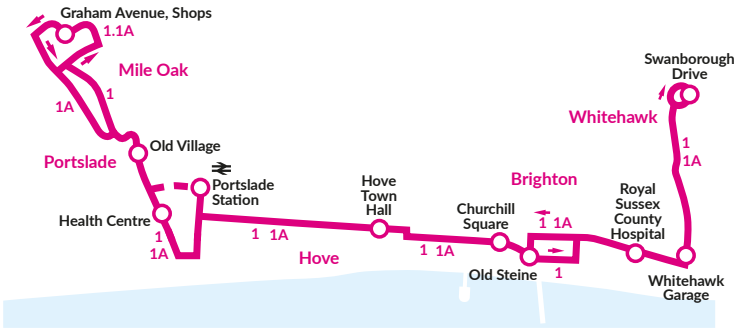 Graham Avenue, Shops
1.1A
Mile Oak
1
1A
Old Village
Portslade
Portslade
Station
Health Centre
1
1A
1 1A
Hove
Hove
Town
Hall
1 1A
Churchill
Square
Old Steine
Brighton
1 1A
1
Royal
Sussex
County
Hospital
Whitehawk
Garage
1
1A
Whitehawk
Swanborough
Drive